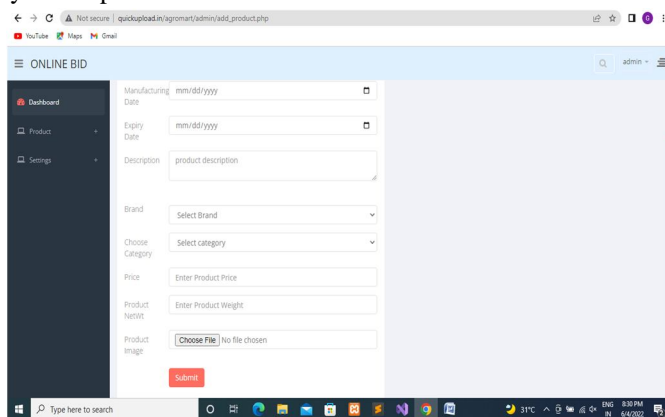 Not secure | quickupload.in/agromart/admin/add_product.php
YouTube Maps Gmail
ONLINE BID
admin
Dashboard
Product +
Settings +
Manufacturing Date
mm/dd/yyyy
Expiry Date
mm/dd/yyyy
Description
product description
Brand
Select Brand
Choose Category
Select category
Price
Enter Product Price
Product NetWt
Enter Product Weight
Product Image
Choose File No file chosen
Submit
Type here to search
31°C
ENG
IN
8:30 PM
6/4/2022